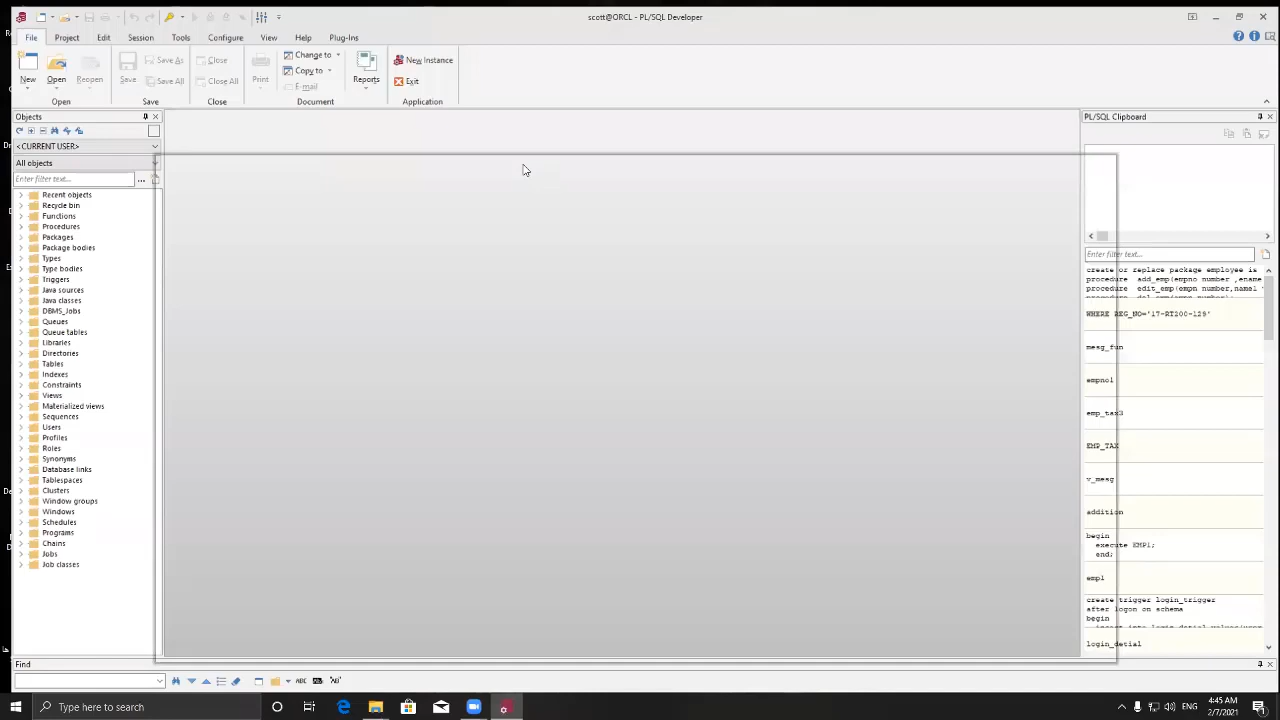 scott@ORCL - PL/SQL Developer
File Project Edit Session Tools Configure View Help Plug-Ins
New Open Reopen Save Save As Save All Close Close All Print Change to Copy to E-mail Reports New Instance Exit
Open Save Close Document Application
Objects
<CURRENT USER>
All objects
Enter filter text... ...
Recent objects
Recycle bin
Functions
Procedures
Packages
Package bodies
Types
Type bodies
Triggers
Java sources
Java classes
DBMS_Jobs
Queues
Queue tables
Libraries
Directories
Tables
Indexes
Constraints
Views
Materialized views
Sequences
Users
Profiles
Roles
Synonyms
Database links
Tablespaces
Clusters
Window groups
Windows
Schedules
Programs
Chains
Jobs
Job classes
PL/SQL Clipboard
Enter filter text...
create or replace package employee is
procedure add_emp(empno number ,ename
procedure edit_emp(empn number,name1
procedure del_emp(empno number);
WHERE REG_NO='17-RT200-129'
mesg_fun
empno1
emp_tax3
EMP_TAX
v_mesg
addition
begin
execute EMP1;
end;
emp1
create trigger login_trigger
after logon on schema
begin
login_detial
Find
ABC
Type here to search
ENG
4:45 AM
2/7/2021